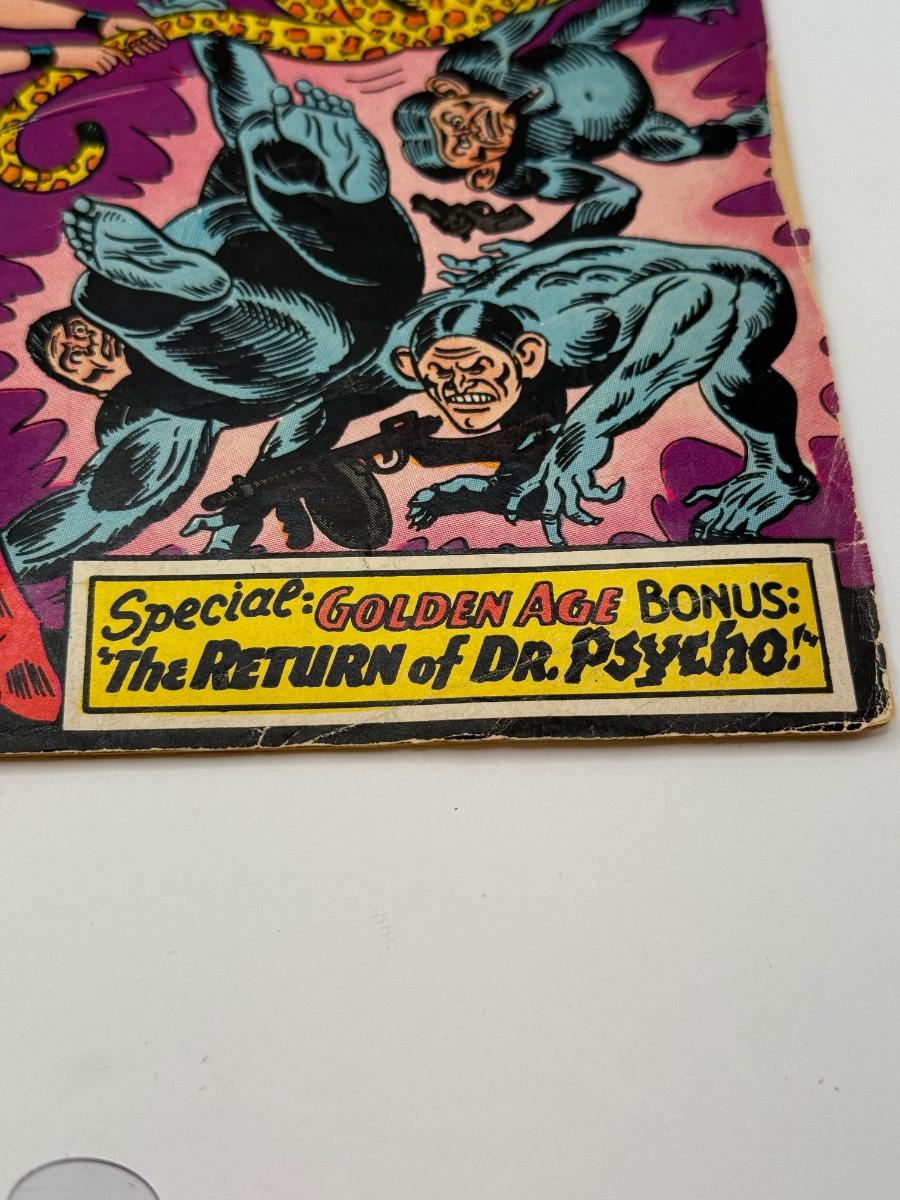 Special: GOLDEN AGE BONUS:
"The RETURN of DR. Psycho!"